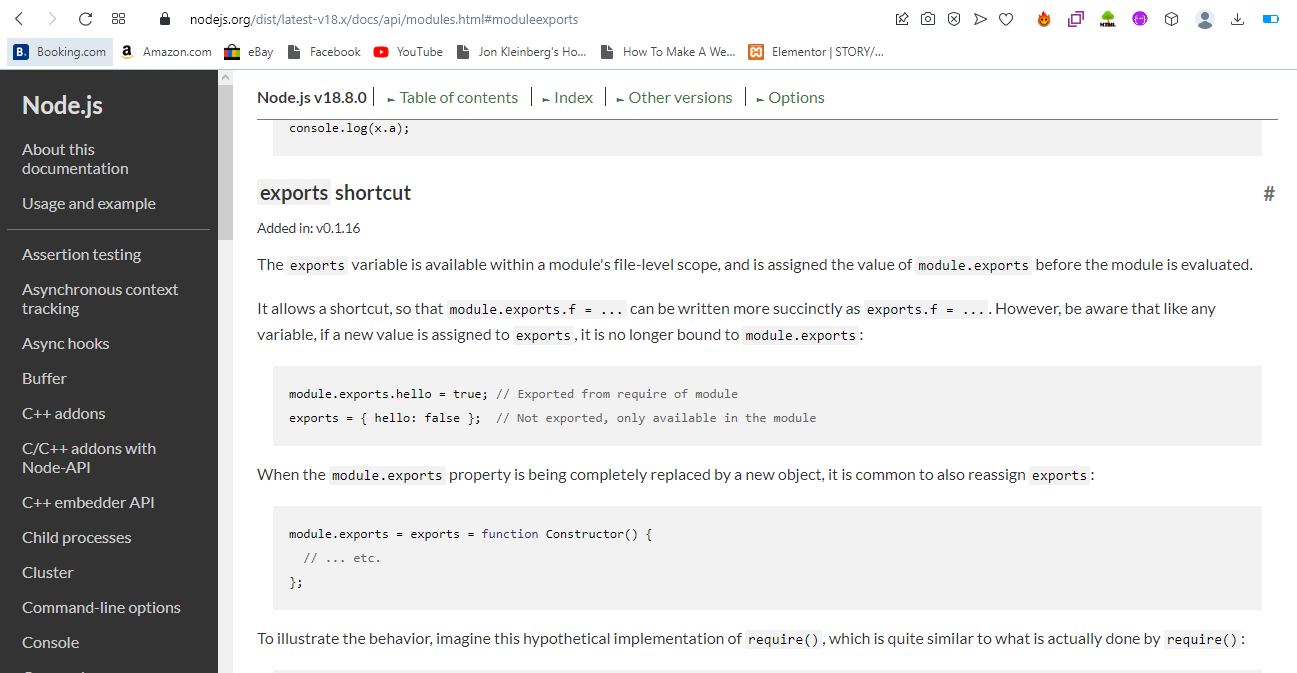 nodejs.org/dist/latest-v18.x/docs/api/modules.html#moduleexports
B. Booking.com
a Amazon.com
eBay
Facebook
YouTube
Jon Kleinberg's Ho...
How To Make A We...
Elementor | STORY/...
Node.js
About this
documentation
Usage and example
Assertion testing
Asynchronous context
tracking
Async hooks
Buffer
C++ addons
C/C++ addons with
Node-API
C++ embedder API
Child processes
Cluster
Command-line options
Console
Node.js v18.8.0 | ► Table of contents | ► Index | ► Other versions | ► Options
console.log(x.a);
exports shortcut #
Added in: v0.1.16
The exports variable is available within a module's file-level scope, and is assigned the value of module.exports before the module is evaluated.
It allows a shortcut, so that module.exports.f = ... can be written more succinctly as exports.f = .... However, be aware that like any
variable, if a new value is assigned to exports, it is no longer bound to module.exports:
module.exports.hello = true; // Exported from require of module
exports = { hello: false };  // Not exported, only available in the module
When the module.exports property is being completely replaced by a new object, it is common to also reassign exports:
module.exports = exports = function Constructor() {
  // ... etc.
};
To illustrate the behavior, imagine this hypothetical implementation of require(), which is quite similar to what is actually done by require():